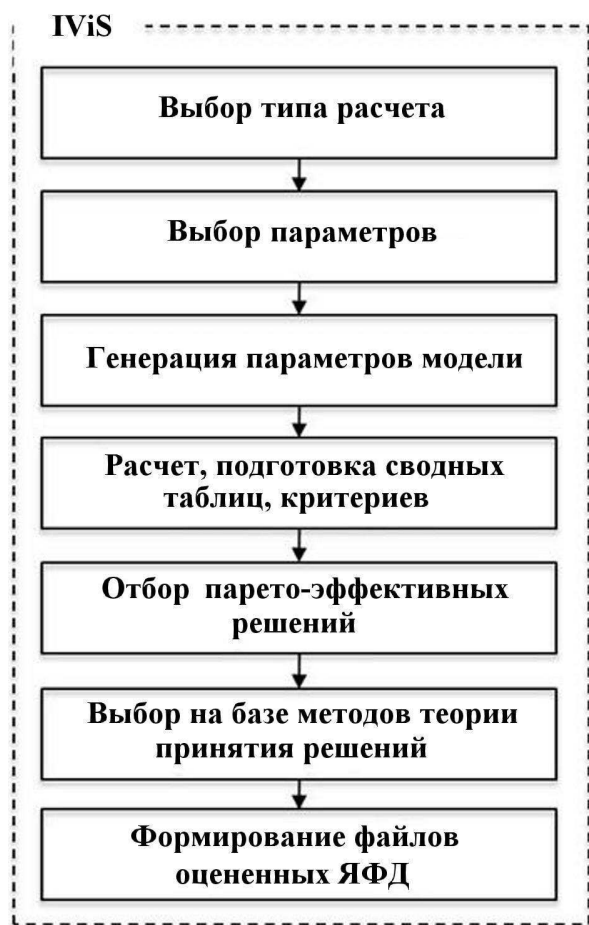 IViS
Выбор типа расчета
Выбор параметров
Генерация параметров модели
Расчет, подготовка сводных
таблиц, критериев
Отбор парето-эффективных
решений
Выбор на базе методов теории
принятия решений
Формирование файлов
оцененных ЯФД